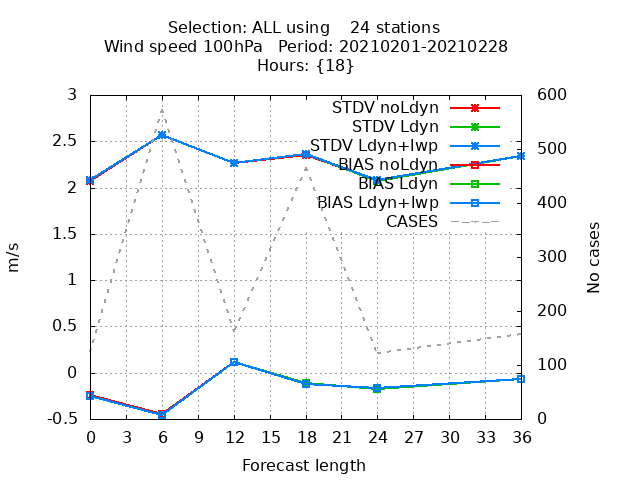 Selection: ALL using    24 stations
Wind speed 100hPa   Period: 20210201-20210228
Hours: {18}
3
2.5
2
1.5
1
0.5
0
-0.5
m/s
600
500
400
300
200
100
0
No cases
STDV noLdyn
STDV Ldyn
STDV Ldyn+lwp
BIAS noLdyn
BIAS Ldyn
BIAS Ldyn+lwp
CASES
0 3 6 9 12 15 18 21 24 27 30 33 36
Forecast length